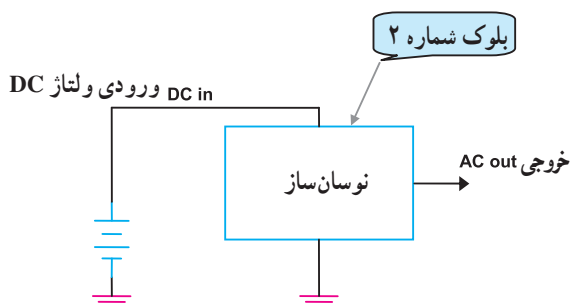 بلوک شماره ۲
ورودی ولتاژ DC
DC in
نوسان‌ساز
خروجی AC out